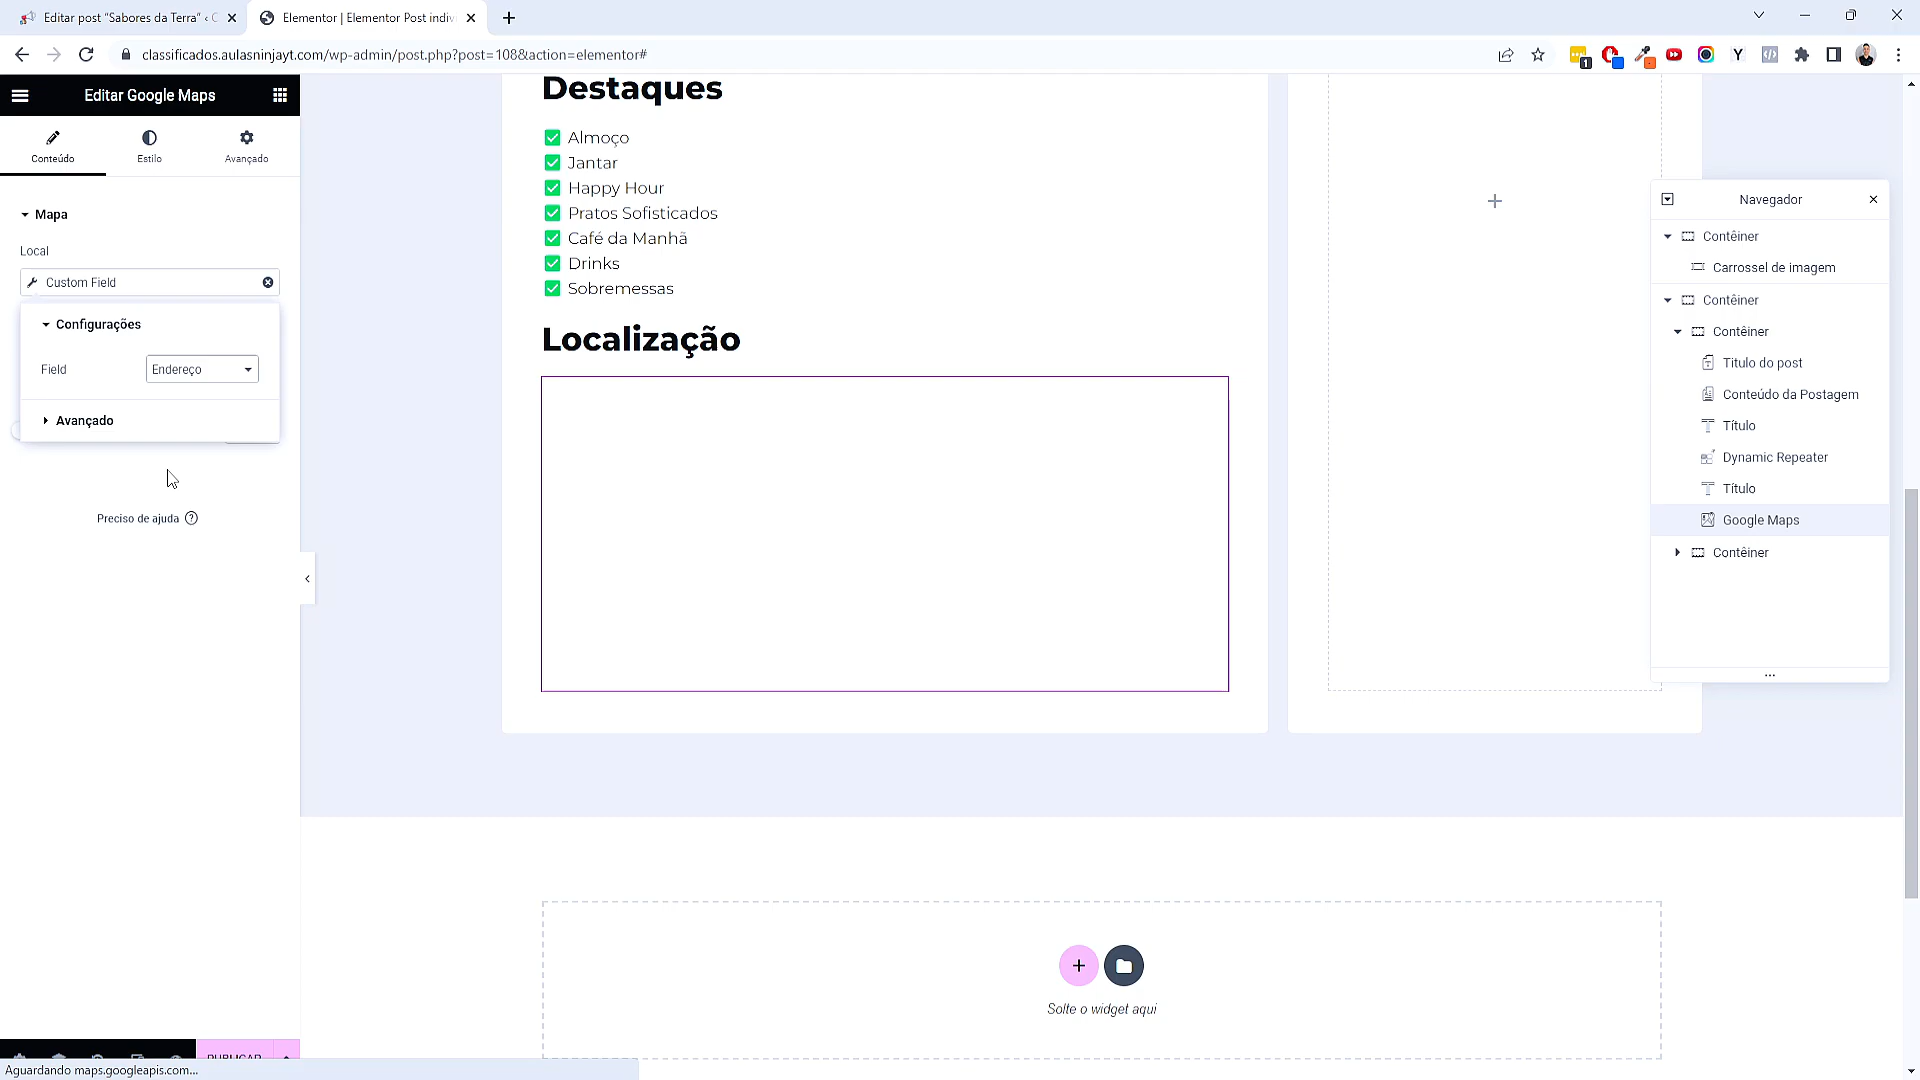 Editar post "Sabores da Terra" ‹ C
Elementor | Elementor Post indiv
classificados.aulasninjayt.com/wp-admin/post.php?post=108&action=elementor#
Editar Google Maps
Conteúdo
Estilo
Avançado
Mapa
Local
Custom Field
Configurações
Field
Endereço
Avançado
Preciso de ajuda
PUBLICAR
Aguardando maps.googleapis.com...
Destaques
Almoço
Jantar
Happy Hour
Pratos Sofisticados
Café da Manhã
Drinks
Sobremessas
Localização
Solte o widget aqui
Navegador
Contêiner
Carrossel de imagem
Contêiner
Contêiner
Titulo do post
Conteúdo da Postagem
Título
Dynamic Repeater
Título
Google Maps
Contêiner